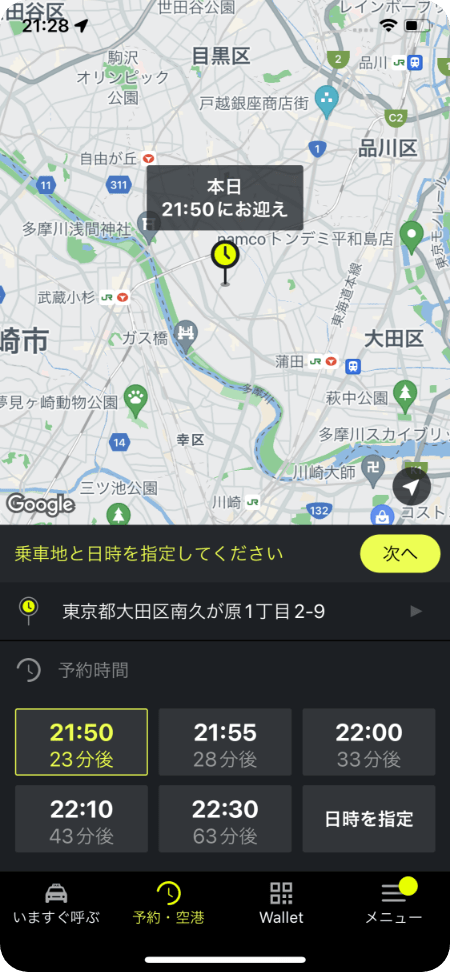 田谷区
世田谷公園
レインボーブ
21:28
駒沢
オリンピック
公園
目黒区
2
品川 JR
戸越銀座商店街
C2
1
品川区
自由が丘
11
311
本日
21:50にお迎え
多摩川浅間神社
namcoトンデミ平和島店
東京モノレール
武蔵小杉 JR
東海道本線
崎市
ガス橋
大田区
蒲田 JR
多摩川
夢見ヶ崎動物公園
萩中公園
14
幸区
多摩川スカイブリッ
川崎大師
三ツ池公園
川崎 JR
132
Google
コスト
乗車地と日時を指定してください
次へ
東京都大田区南久が原1丁目2-9
予約時間
21:50
23分後
21:55
28分後
22:00
33分後
22:10
43分後
22:30
63分後
日時を指定
いますぐ呼ぶ
予約・空港
Wallet
メニュー